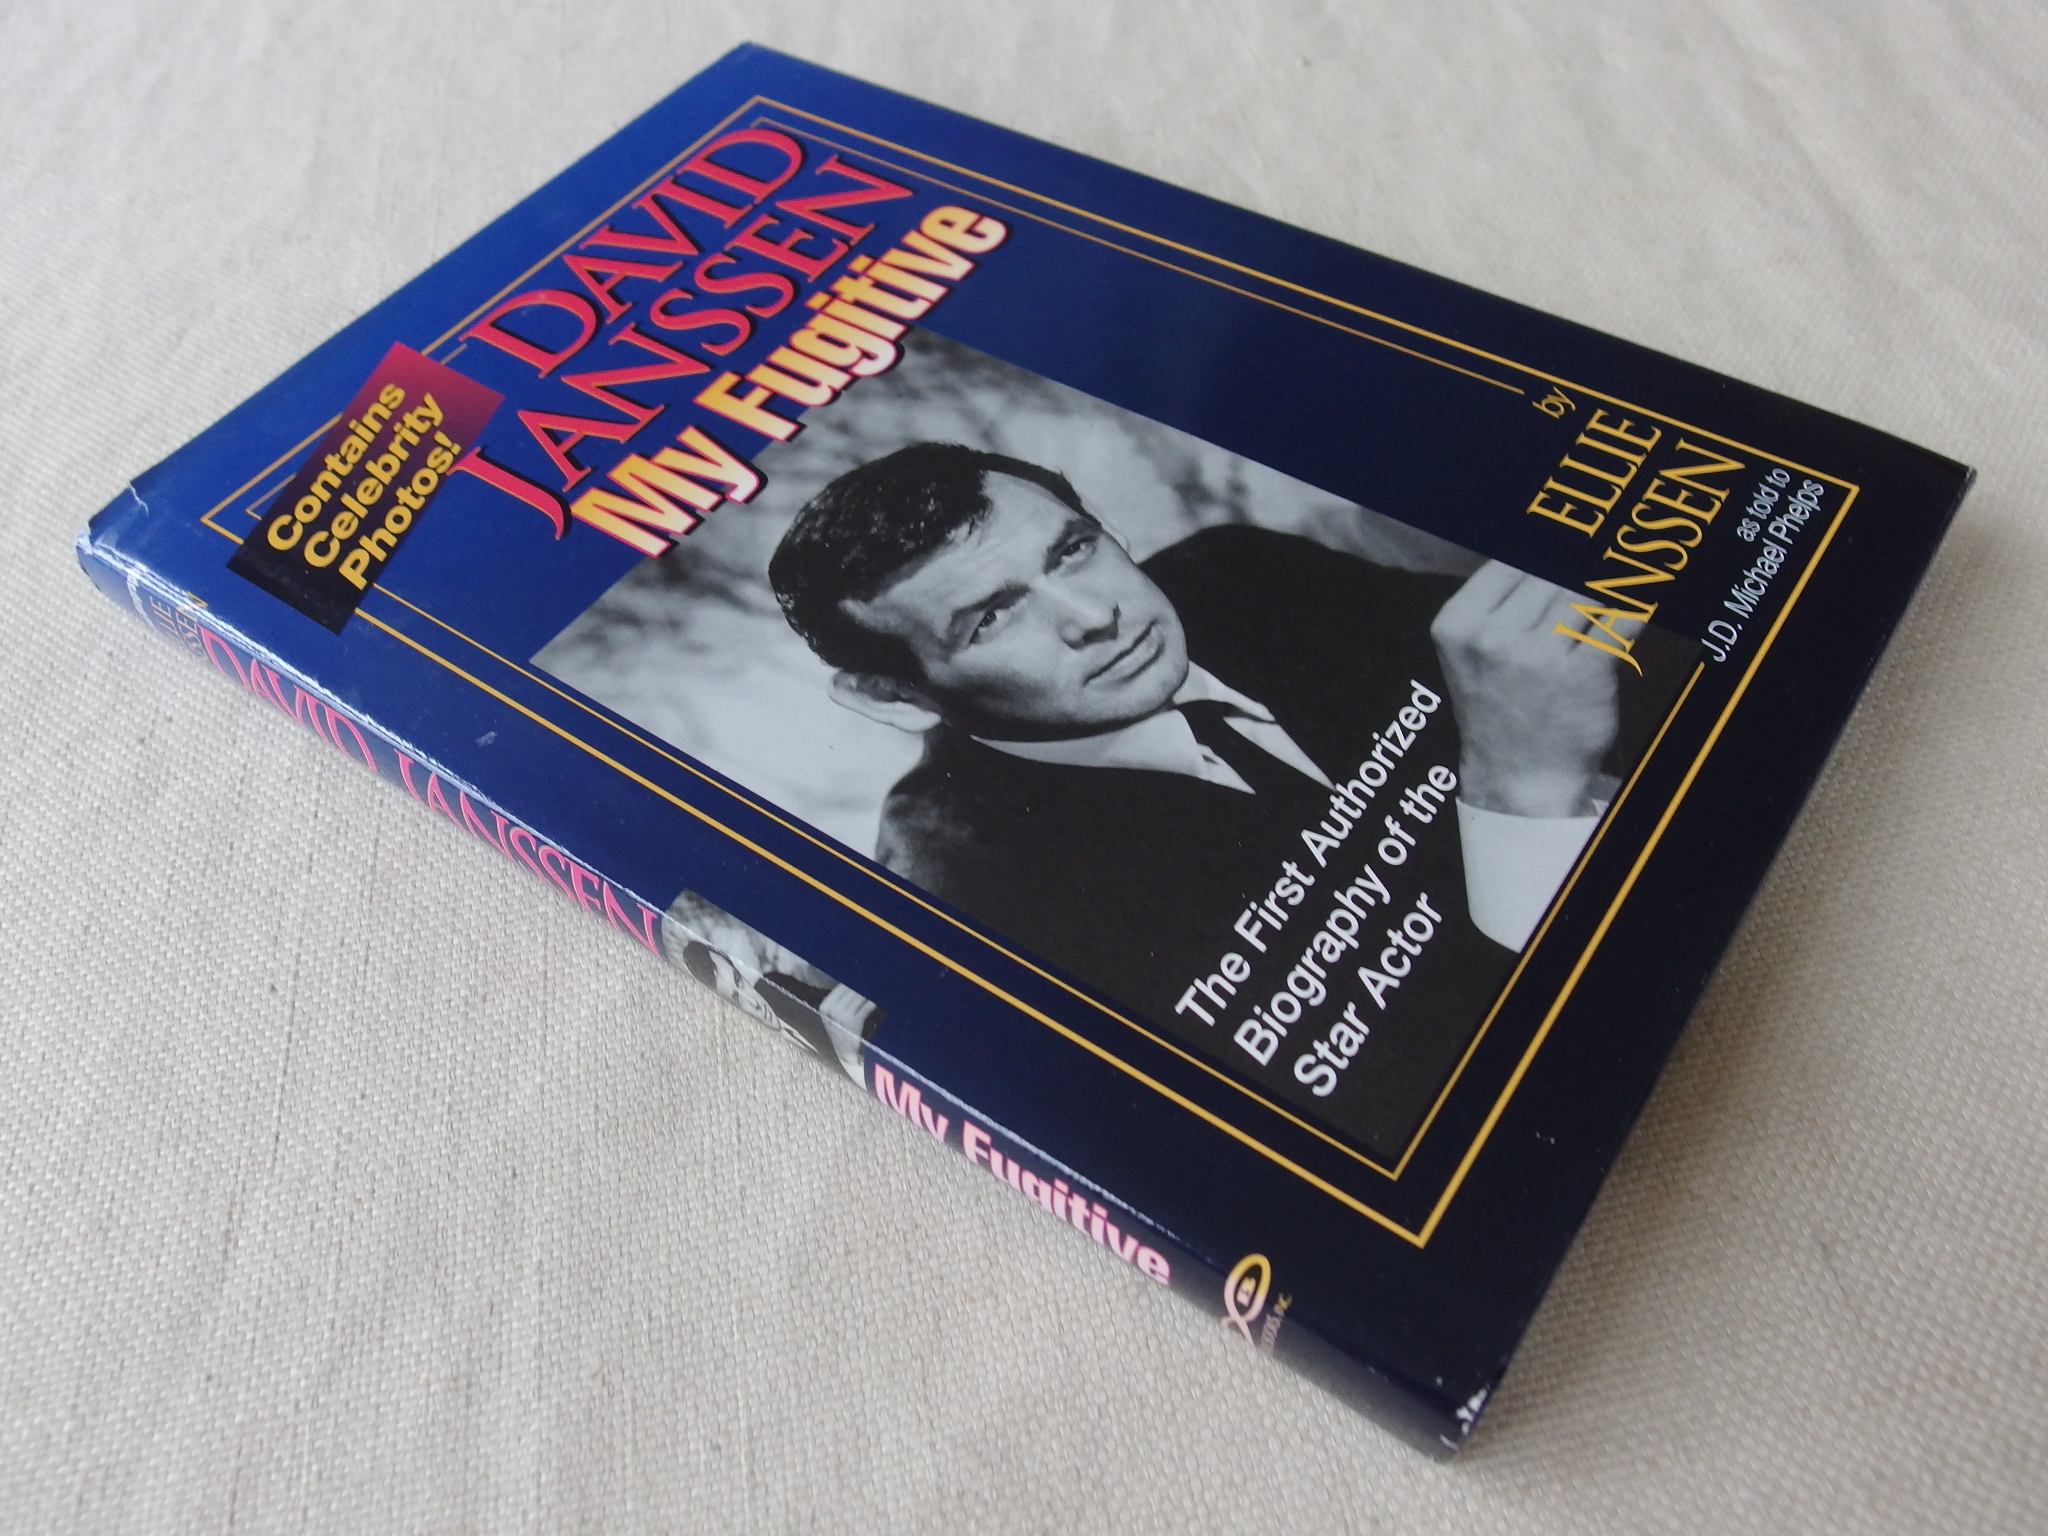 Contains
Celebrity
Photos!
DAVID
JANSSEN
My Fugitive
by
ELLIE
JANSSEN
as told to
J.D. Michael Phelps
The First Authorized
Biography of the
Star Actor
DAVID JANSSEN
My Fugitive
B